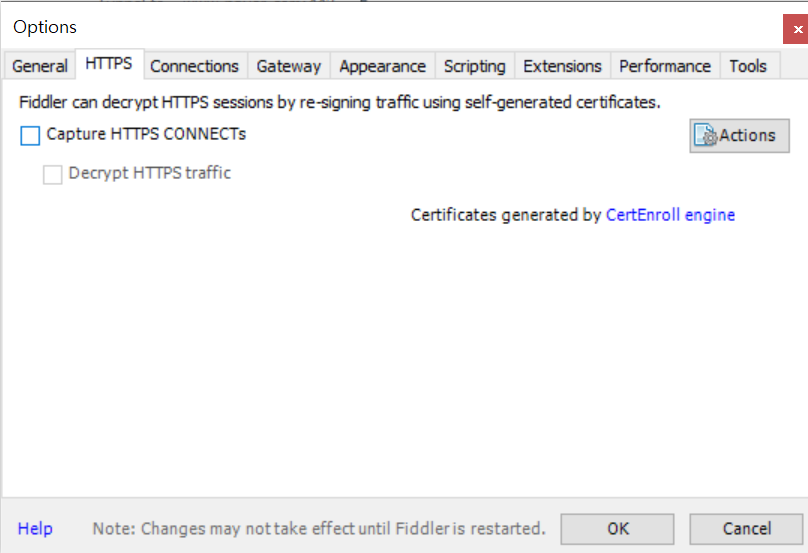 Options
x
General HTTPS Connections Gateway Appearance Scripting Extensions Performance Tools
Fiddler can decrypt HTTPS sessions by re-signing traffic using self-generated certificates.
Capture HTTPS CONNECTs
Actions
Decrypt HTTPS traffic
Certificates generated by CertEnroll engine
Help Note: Changes may not take effect until Fiddler is restarted. OK Cancel